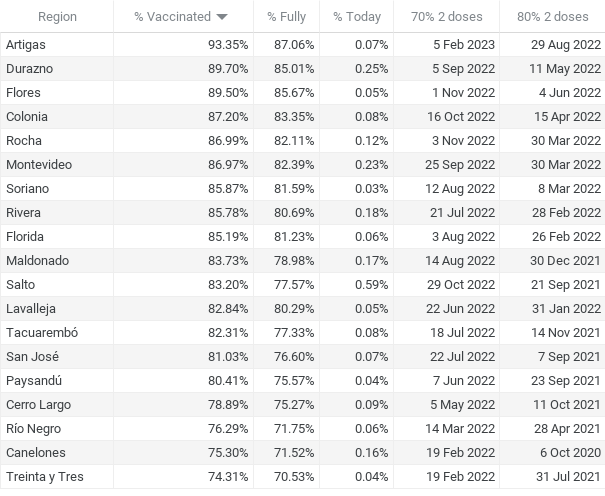 Region % Vaccinated % Fully % Today 70% 2 doses 80% 2 doses
Artigas 93.35% 87.06% 0.07% 5 Feb 2023 29 Aug 2022
Durazno 89.70% 85.01% 0.25% 5 Sep 2022 11 May 2022
Flores 89.50% 85.67% 0.05% 1 Nov 2022 4 Jun 2022
Colonia 87.20% 83.35% 0.08% 16 Oct 2022 15 Apr 2022
Rocha 86.99% 82.11% 0.12% 3 Nov 2022 30 Mar 2022
Montevideo 86.97% 82.39% 0.23% 25 Sep 2022 30 Mar 2022
Soriano 85.87% 81.59% 0.03% 12 Aug 2022 8 Mar 2022
Rivera 85.78% 80.69% 0.18% 21 Jul 2022 28 Feb 2022
Florida 85.19% 81.23% 0.06% 3 Aug 2022 26 Feb 2022
Maldonado 83.73% 78.98% 0.17% 14 Aug 2022 30 Dec 2021
Salto 83.20% 77.57% 0.59% 29 Oct 2022 21 Sep 2021
Lavalleja 82.84% 80.29% 0.05% 22 Jun 2022 31 Jan 2022
Tacuarembó 82.31% 77.33% 0.08% 18 Jul 2022 14 Nov 2021
San José 81.03% 76.60% 0.07% 22 Jul 2022 7 Sep 2021
Paysandú 80.41% 75.57% 0.04% 7 Jun 2022 23 Sep 2021
Cerro Largo 78.89% 75.27% 0.09% 5 May 2022 11 Oct 2021
Río Negro 76.29% 71.75% 0.06% 14 Mar 2022 28 Apr 2021
Canelones 75.30% 71.52% 0.16% 19 Feb 2022 6 Oct 2020
Treinta y Tres 74.31% 70.53% 0.04% 19 Feb 2022 31 Jul 2021